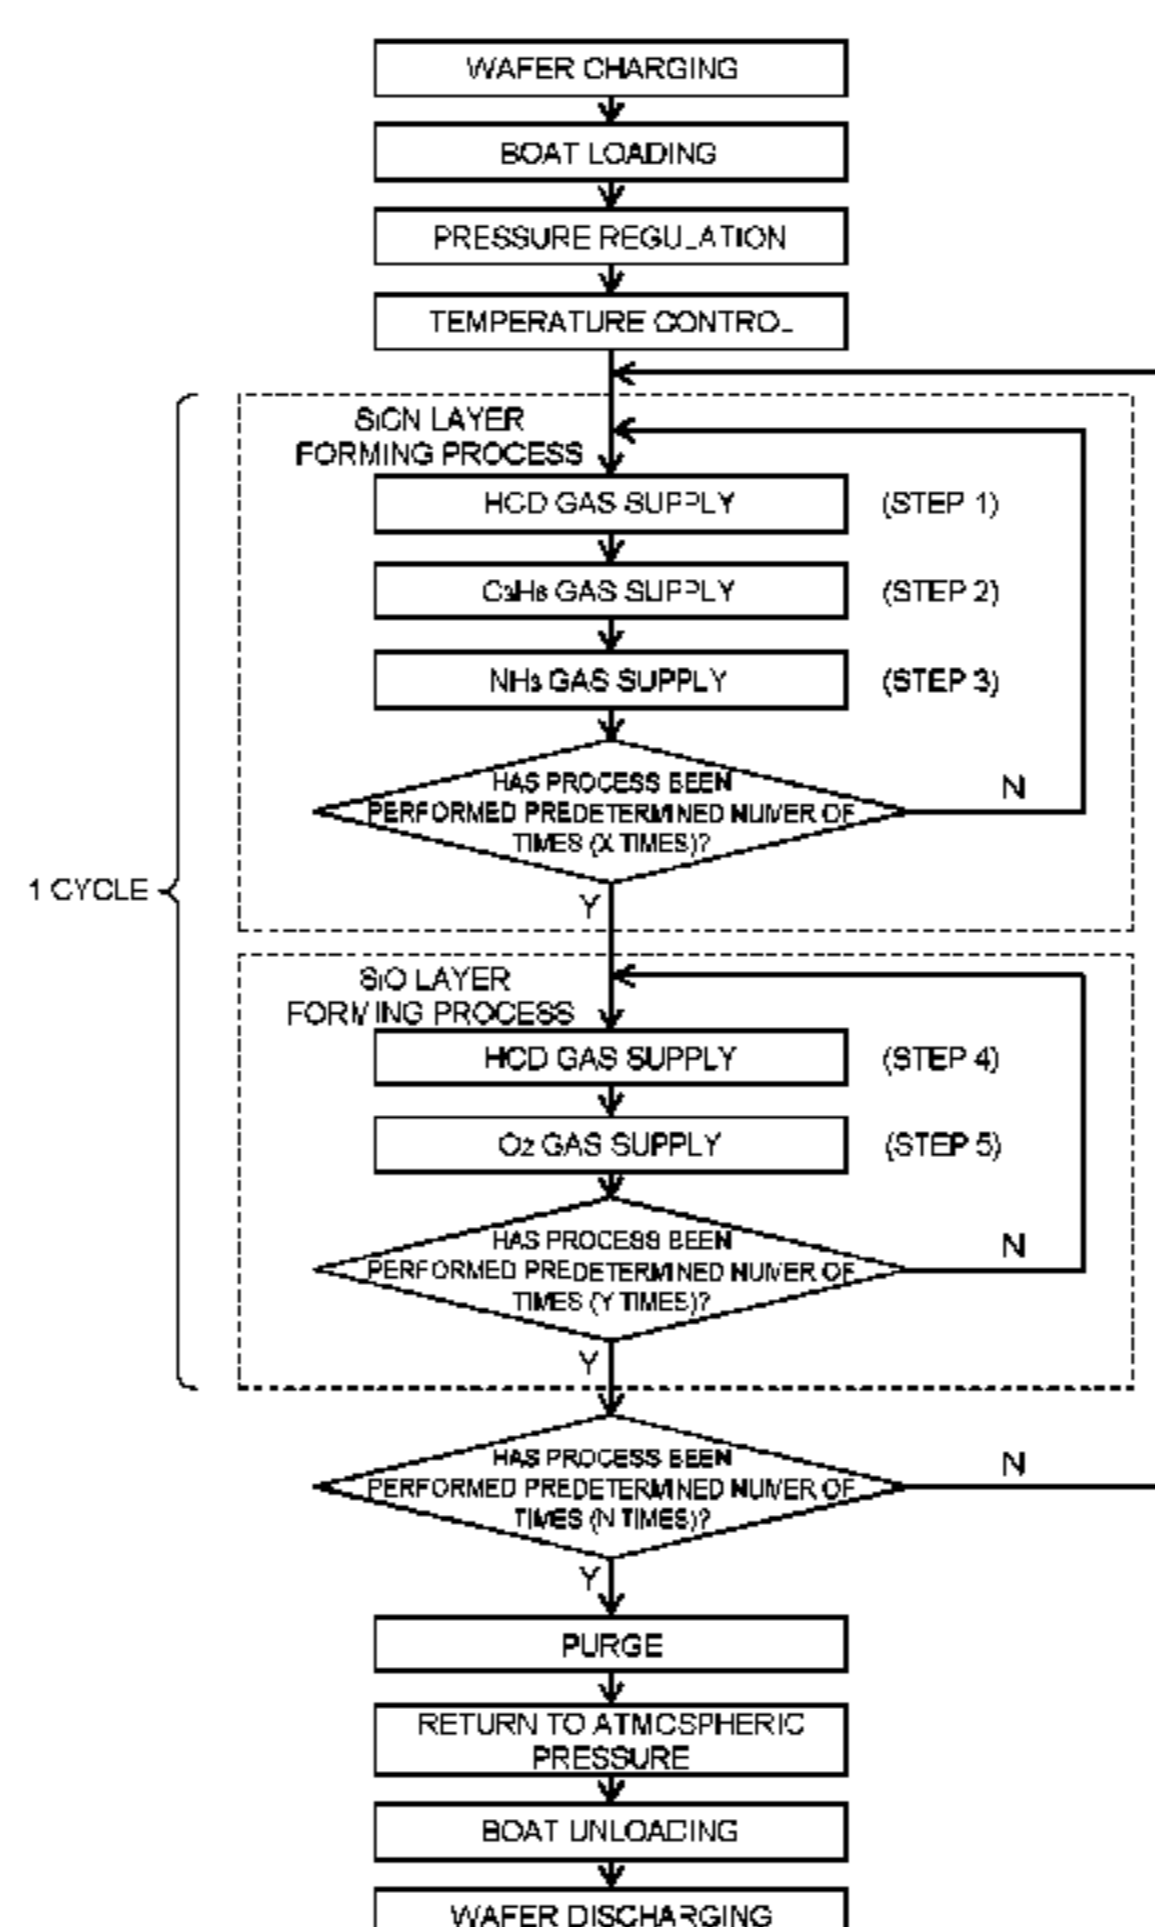 WAFER CHARGING
BOAT LOADING
PRESSURE REGULATION
TEMPERATURE CONTROL
SiCN LAYER
FORMING PROCESS
HCD GAS SUPPLY
(STEP 1)
C3H6 GAS SUPPLY
(STEP 2)
NH3 GAS SUPPLY
(STEP 3)
HAS PROCESS BEEN
PERFORMED PREDETERMINED NUMER OF
TIMES (X TIMES)?
N
Y
1 CYCLE
SiO LAYER
FORMING PROCESS
HCD GAS SUPPLY
(STEP 4)
O2 GAS SUPPLY
(STEP 5)
HAS PROCESS BEEN
PERFORMED PREDETERMINED NUMER OF
TIMES (Y TIMES)?
N
Y
HAS PROCESS BEEN
PERFORMED PREDETERMINED NUMER OF
TIMES (N TIMES)?
N
Y
PURGE
RETURN TO ATMOSPHERIC
PRESSURE
BOAT UNLOADING
WAFER DISCHARGING